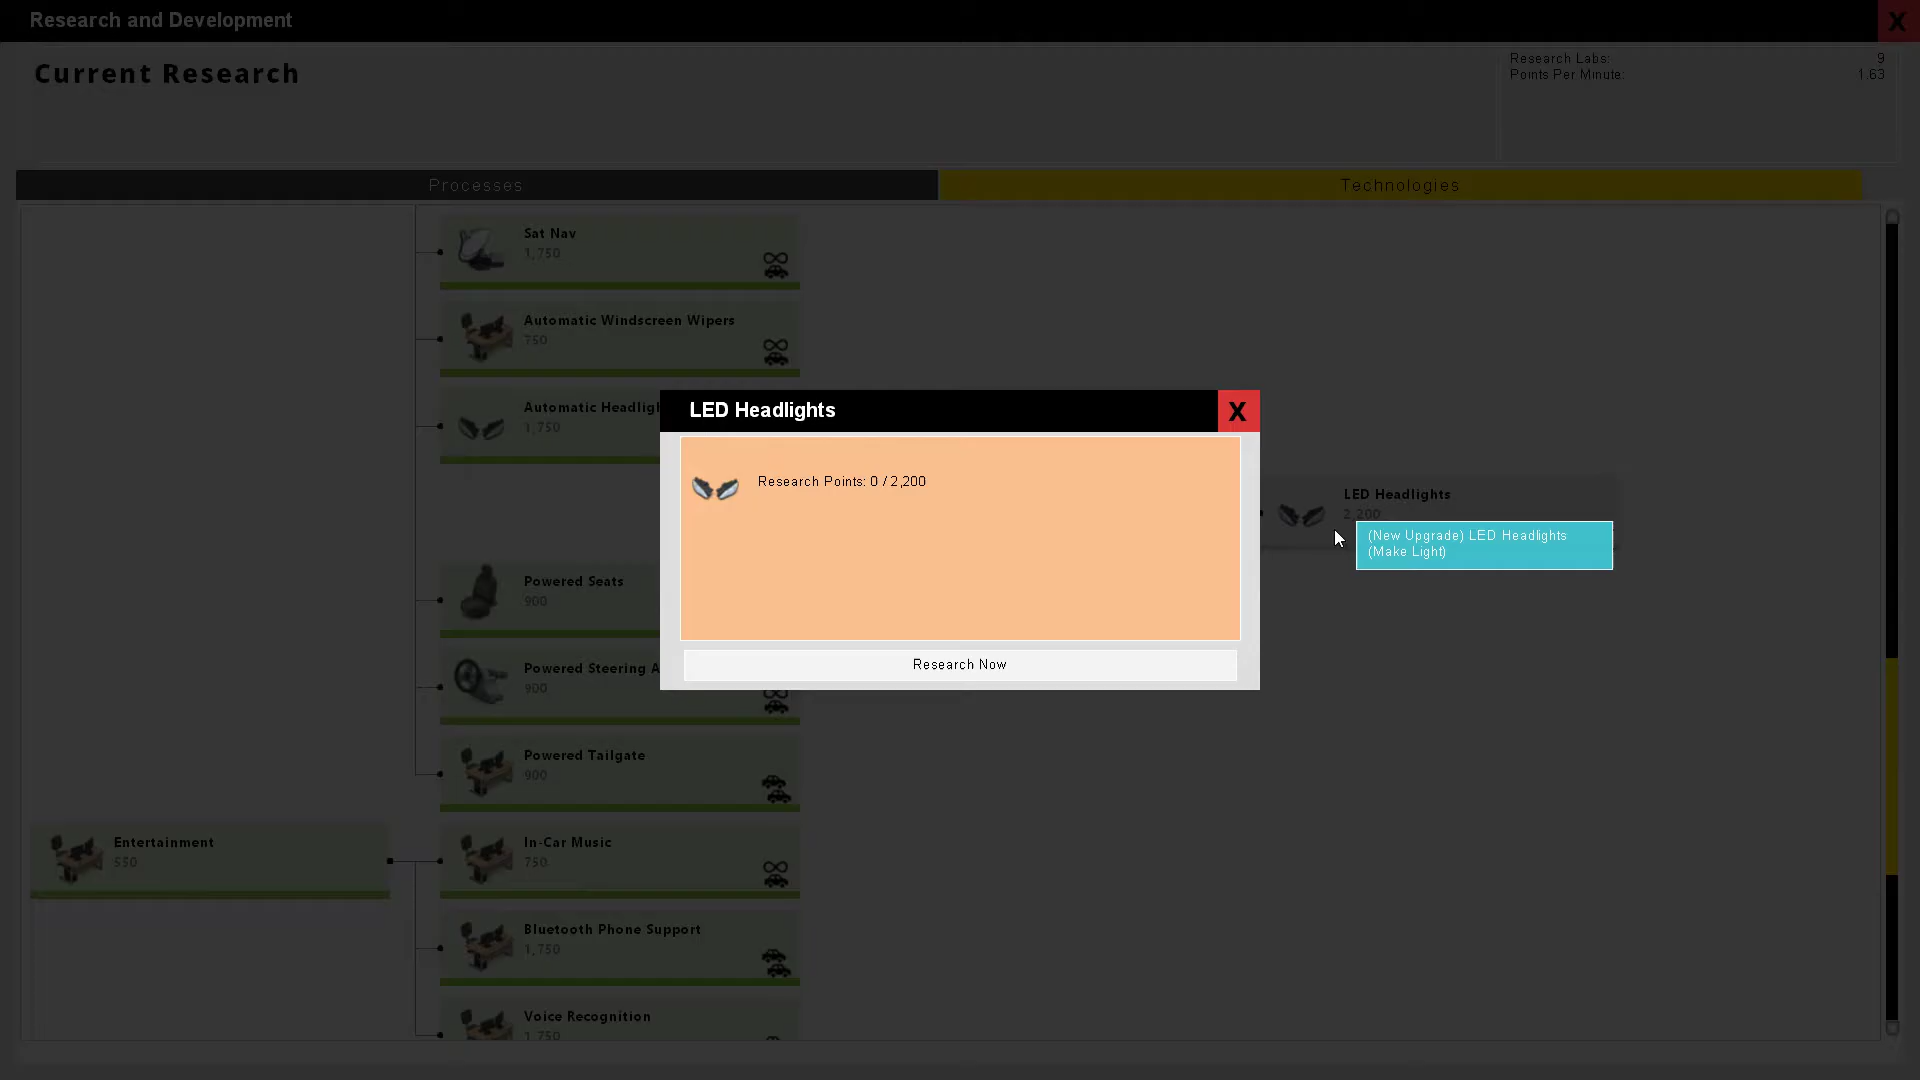 Research and Development
X
Current Research
Research Labs: 9
Points Per Minute: 1.63
Processes
Technologies
Sat Nav
1,750
Automatic Windscreen Wipers
750
Automatic Headligh
1,750
LED Headlights
X
Research Points: 0 / 2,200
Research Now
LED Headlights
2,200
(New Upgrade) LED Headlights
(Make Light)
Powered Seats
900
Powered Steering A
900
Powered Tailgate
900
Entertainment
550
In-Car Music
750
Bluetooth Phone Support
1,750
Voice Recognition
1,750